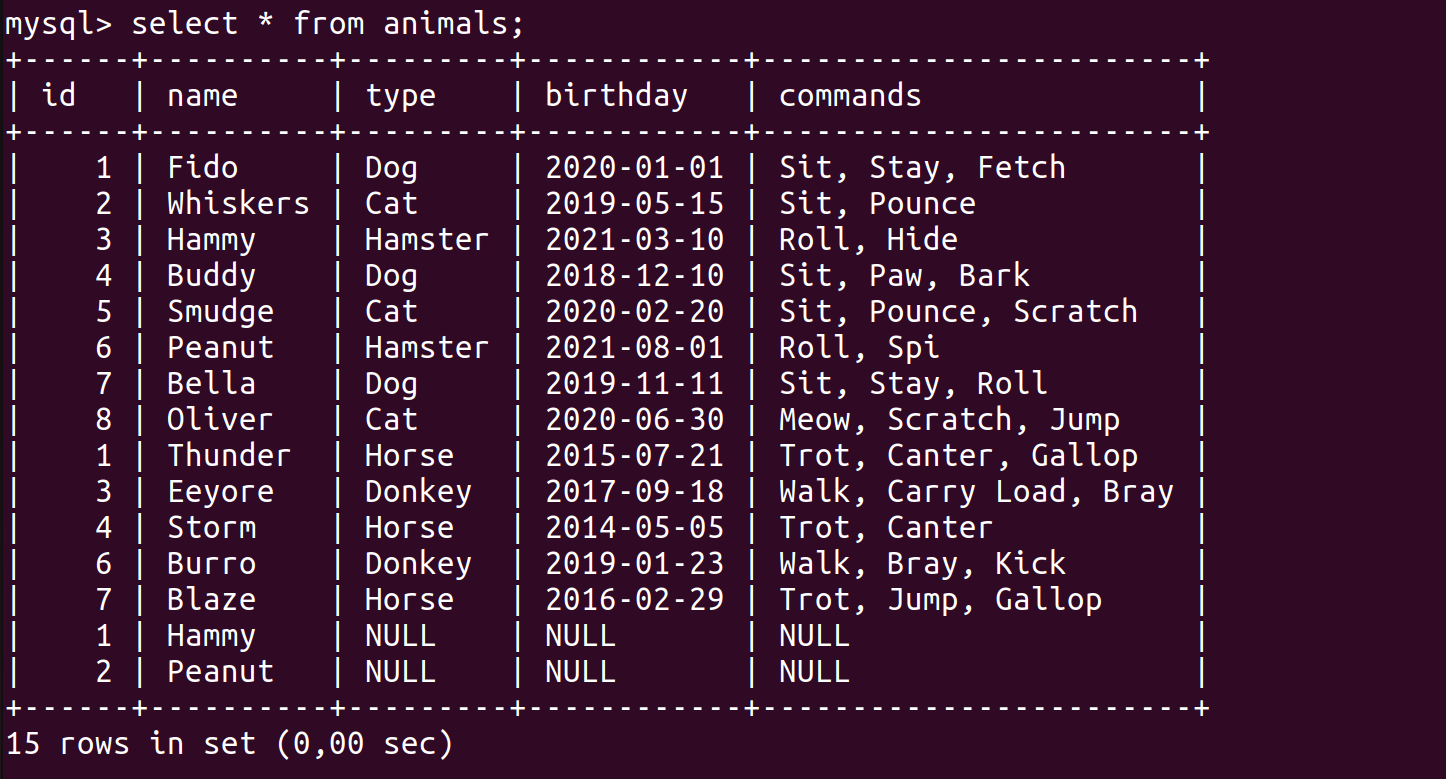 mysql> select * from animals;
+------+----------+---------+------------+------------------------+
| id   | name     | type    | birthday   | commands               |
+------+----------+---------+------------+------------------------+
|    1 | Fido     | Dog     | 2020-01-01 | Sit, Stay, Fetch       |
|    2 | Whiskers | Cat     | 2019-05-15 | Sit, Pounce            |
|    3 | Hammy    | Hamster | 2021-03-10 | Roll, Hide             |
|    4 | Buddy    | Dog     | 2018-12-10 | Sit, Paw, Bark         |
|    5 | Smudge   | Cat     | 2020-02-20 | Sit, Pounce, Scratch   |
|    6 | Peanut   | Hamster | 2021-08-01 | Roll, Spi              |
|    7 | Bella    | Dog     | 2019-11-11 | Sit, Stay, Roll        |
|    8 | Oliver   | Cat     | 2020-06-30 | Meow, Scratch, Jump    |
|    1 | Thunder  | Horse   | 2015-07-21 | Trot, Canter, Gallop   |
|    3 | Eeyore   | Donkey  | 2017-09-18 | Walk, Carry Load, Bray |
|    4 | Storm    | Horse   | 2014-05-05 | Trot, Canter           |
|    6 | Burro    | Donkey  | 2019-01-23 | Walk, Bray, Kick       |
|    7 | Blaze    | Horse   | 2016-02-29 | Trot, Jump, Gallop     |
|    1 | Hammy    | NULL    | NULL       | NULL                   |
|    2 | Peanut   | NULL    | NULL       | NULL                   |
+------+----------+---------+------------+------------------------+
15 rows in set (0,00 sec)